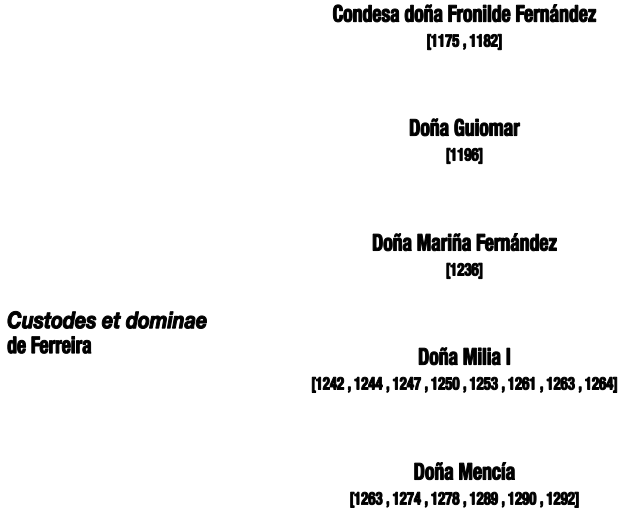 Condesa doña Fronilde Fernández
[1175 , 1182]
Doña Guiomar
[1196]
Doña Mariña Fernández
[1236]
Custodes et dominae
de Ferreira
Doña Milia I
[1242 , 1244 , 1247 , 1250 , 1253 , 1261 , 1263 , 1264]
Doña Mencía
[1263 , 1274 , 1278 , 1289 , 1290 , 1292]